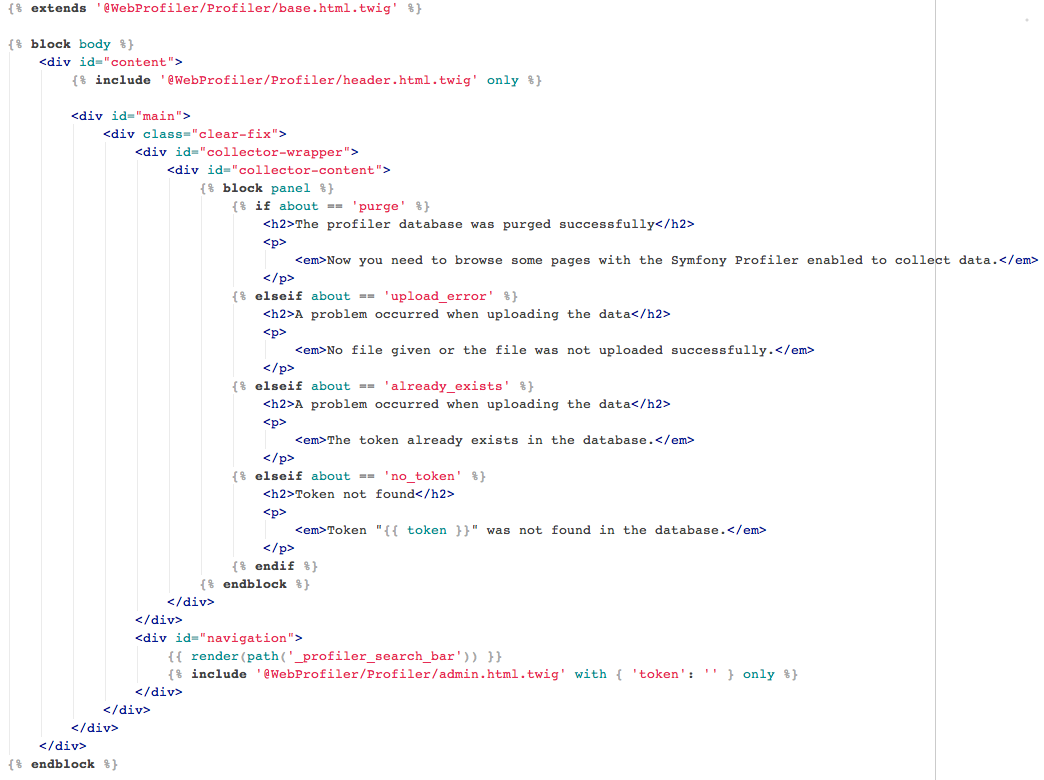 {% extends '@WebProfiler/Profiler/base.html.twig' %}

{% block body %}
    <div id="content">
        {% include '@WebProfiler/Profiler/header.html.twig' only %}

        <div id="main">
            <div class="clear-fix">
                <div id="collector-wrapper">
                    <div id="collector-content">
                        {% block panel %}
                            {% if about == 'purge' %}
                                <h2>The profiler database was purged successfully</h2>
                                <p>
                                    <em>Now you need to browse some pages with the Symfony Profiler enabled to collect data.</em>
                                </p>
                            {% elseif about == 'upload_error' %}
                                <h2>A problem occurred when uploading the data</h2>
                                <p>
                                    <em>No file given or the file was not uploaded successfully.</em>
                                </p>
                            {% elseif about == 'already_exists' %}
                                <h2>A problem occurred when uploading the data</h2>
                                <p>
                                    <em>The token already exists in the database.</em>
                                </p>
                            {% elseif about == 'no_token' %}
                                <h2>Token not found</h2>
                                <p>
                                    <em>Token "{{ token }}" was not found in the database.</em>
                                </p>
                            {% endif %}
                        {% endblock %}
                    </div>
                </div>
                <div id="navigation">
                    {{ render(path('_profiler_search_bar')) }}
                    {% include '@WebProfiler/Profiler/admin.html.twig' with { 'token': '' } only %}
                </div>
            </div>
        </div>
    </div>
{% endblock %}